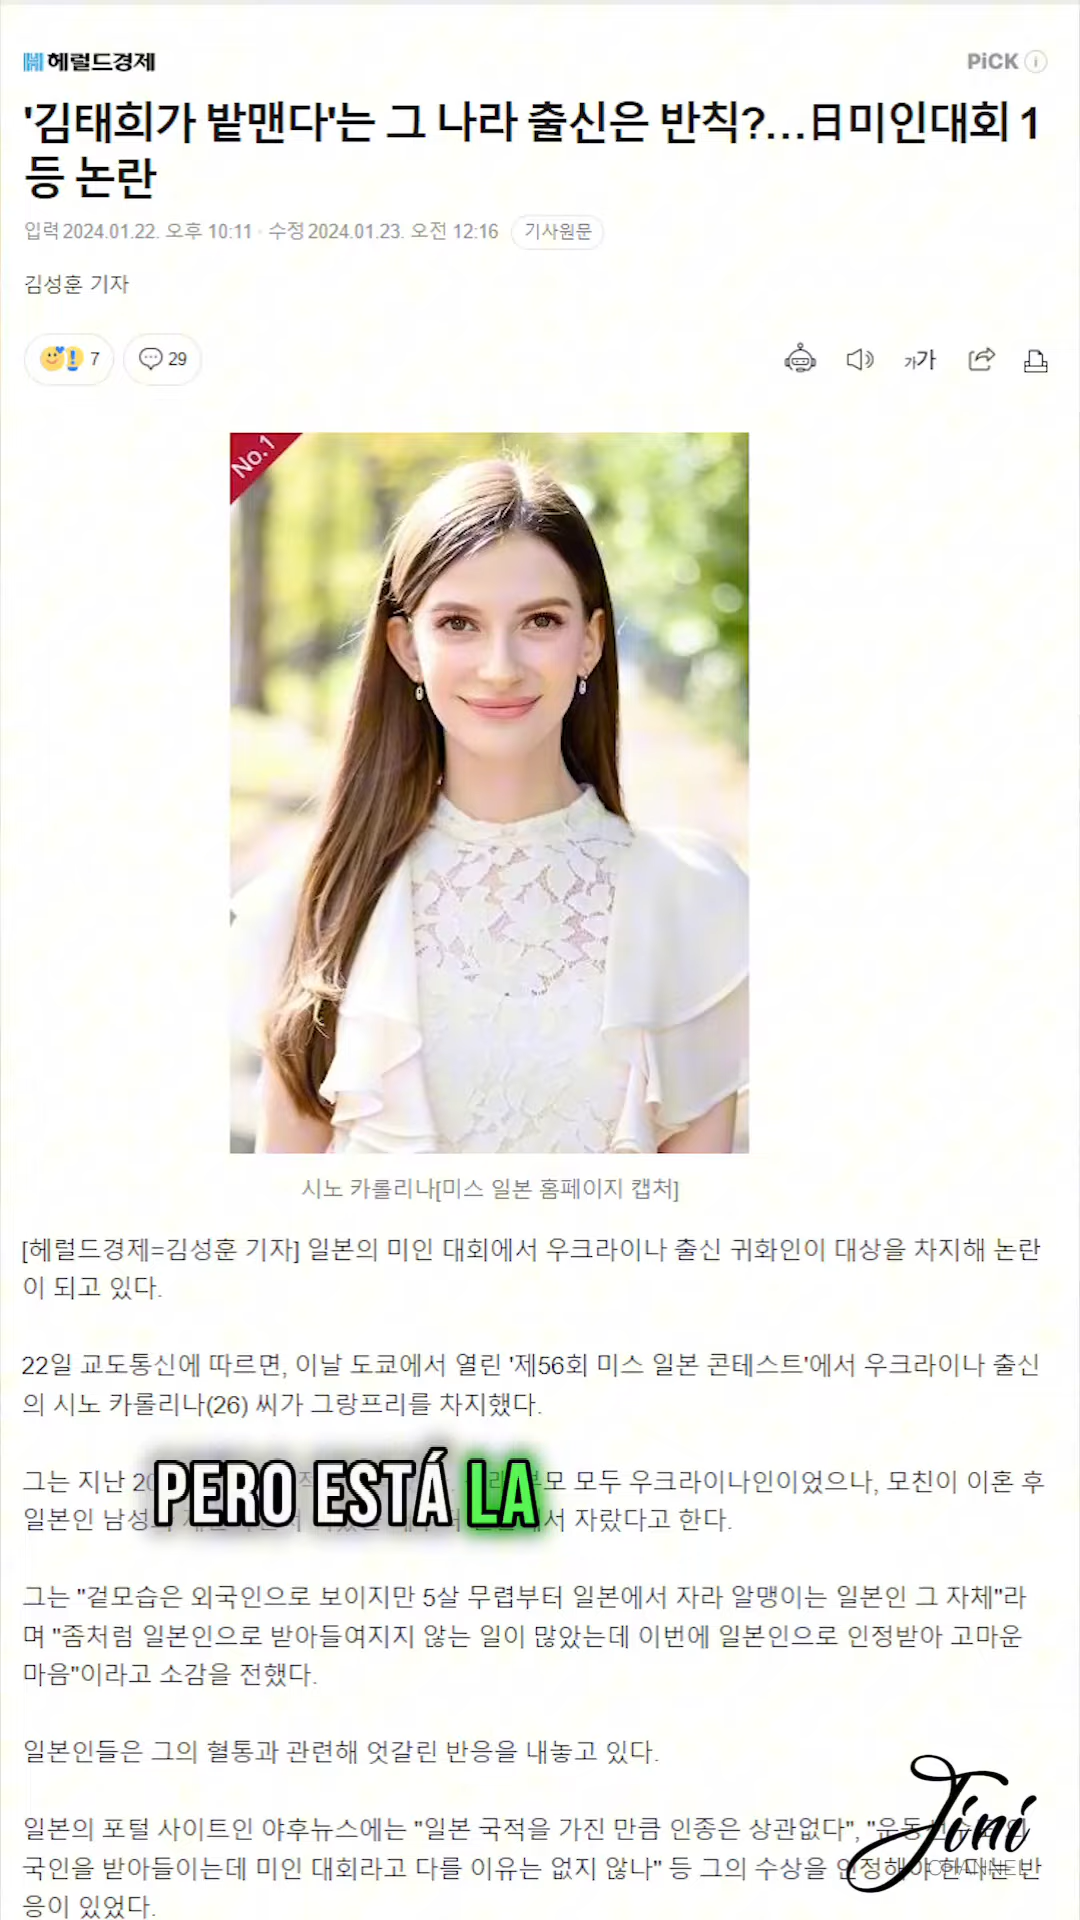 헤럴드경제
PiCK
'김태희가 밭맨다'는 그 나라 출신은 반칙?…日미인대회 1
등 논란
입력 2024.01.22. 오후 10:11 · 수정 2024.01.23. 오전 12:16 기사원문
김성훈 기자
7 29
가가
No.1
시노 카롤리나[미스 일본 홈페이지 캡처]
[헤럴드경제=김성훈 기자] 일본의 미인 대회에서 우크라이나 출신 귀화인이 대상을 차지해 논란
이 되고 있다.
22일 교도통신에 따르면, 이날 도쿄에서 열린 '제56회 미스 일본 콘테스트'에서 우크라이나 출신
의 시노 카롤리나(26) 씨가 그랑프리를 차지했다.
그는 지난 모두 우크라이나인이었으나, 모친이 이혼 후
PERO ESTÁ LA
일본인 자랐다고 한다.
그는 "겉모습은 외국인으로 보이지만 5살 무렵부터 일본에서 자라 알맹이는 일본인 그 자체"라
며 "좀처럼 일본인으로 받아들여지지 않는 일이 많았는데 이번에 일본인으로 인정받아 고마운
마음"이라고 소감을 전했다.
일본인들은 그의 혈통과 관련해 엇갈린 반응을 내놓고 있다.
일본의 포털 사이트인 야후뉴스에는 "일본 국적을 가진 만큼 인종은 상관없다",
국인을 받아들이는데 미인 대회라고 다를 이유는 없지 않나" 등 그의 수상을 인정해야 한다는 반
응이 있었다.
Jini
CHANNEL